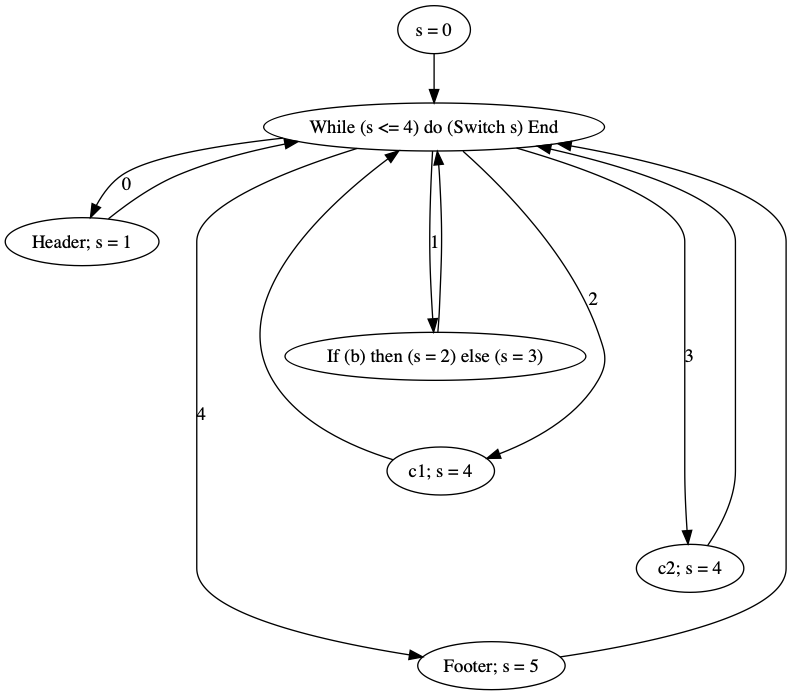 s = 0
While (s <= 4) do (Switch s) End
0
Header; s = 1
1
2
If (b) then (s = 2) else (s = 3)
3
4
c1; s = 4
c2; s = 4
Footer; s = 5